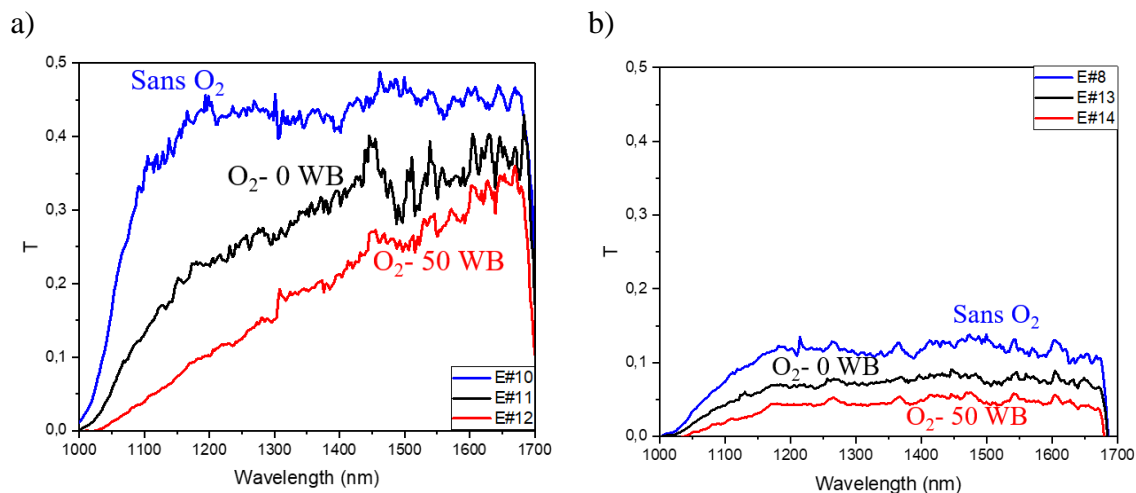 a)
0,5
0,4
0,3
0,2
0,1
0,0
T
Sans O₂
O₂- 0 WB
O₂- 50 WB
E#10
E#11
E#12
1000 1100 1200 1300 1400 1500 1600 1700
Wavelength (nm)
b)
0,5
0,4
0,3
0,2
0,1
0,0
T
E#8
E#13
E#14
Sans O₂
O₂- 0 WB
O₂- 50 WB
1000 1100 1200 1300 1400 1500 1600 1700
Wavelength (nm)